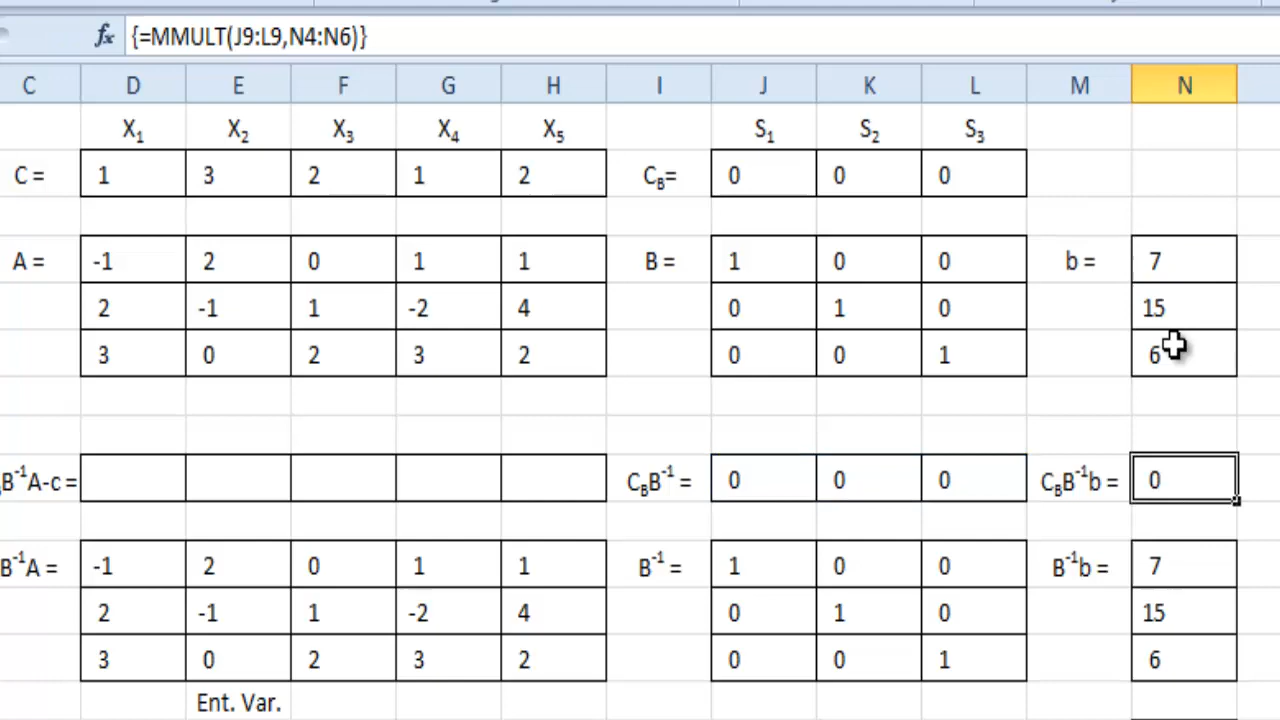 fx {=MMULT(J9:L9,N4:N6)}
C D E F G H I J K L M N
X₁ X₂ X₃ X₄ X₅ S₁ S₂ S₃
C = 1 3 2 1 2 C_B= 0 0 0
A = -1 2 0 1 1 B = 1 0 0 b = 7
2 -1 1 -2 4 0 1 0 15
3 0 2 3 2 0 0 1 6
B⁻¹A-c = C_BB⁻¹ = 0 0 0 C_BB⁻¹b = 0
B⁻¹A = -1 2 0 1 1 B⁻¹ = 1 0 0 B⁻¹b = 7
2 -1 1 -2 4 0 1 0 15
3 0 2 3 2 0 0 1 6
Ent. Var.